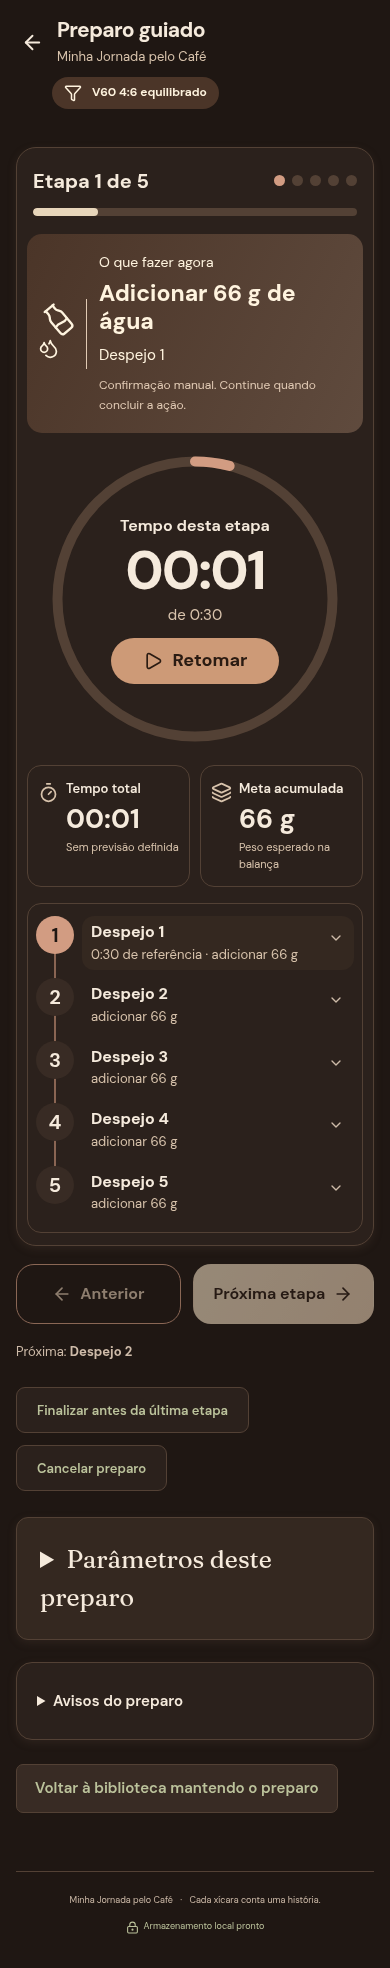 Preparo guiado
Minha Jornada pelo Café
V60 4:6 equilibrado
Etapa 1 de 5
O que fazer agora
Adicionar 66 g de
água
Despejo 1
Confirmação manual. Continue quando
concluir a ação.
Tempo desta etapa
00:01
de 0:30
Retomar
Tempo total
00:01
Sem previsão definida
Meta acumulada
66 g
Peso esperado na
balança
1
Despejo 1
0:30 de referência · adicionar 66 g
2
Despejo 2
adicionar 66 g
3
Despejo 3
adicionar 66 g
4
Despejo 4
adicionar 66 g
5
Despejo 5
adicionar 66 g
Anterior
Próxima etapa
Próxima: Despejo 2
Finalizar antes da última etapa
Cancelar preparo
Parâmetros deste
preparo
Avisos do preparo
Voltar à biblioteca mantendo o preparo
Minha Jornada pelo Café · Cada xícara conta uma história.
Armazenamento local pronto